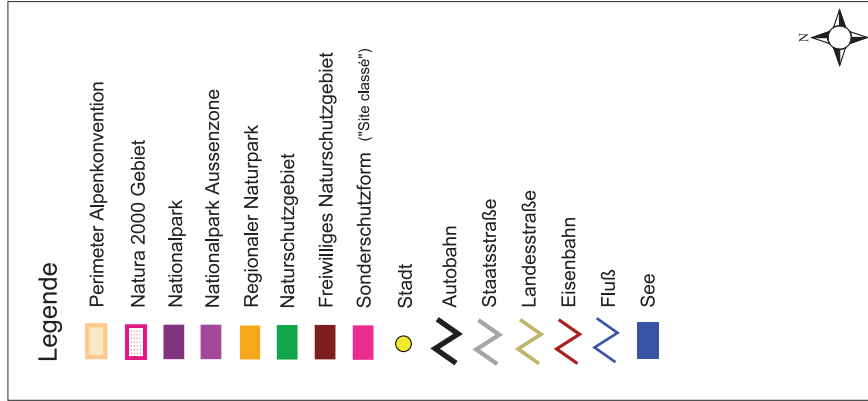 Legende
Perimeter Alpenkonvention
Natura 2000 Gebiet
Nationalpark
Nationalpark Aussenzone
Regionaler Naturpark
Naturschutzgebiet
Freiwilliges Naturschutzgebiet
Sonderschutzform ("Site classé")
Stadt
Autobahn
Staatsstraße
Landesstraße
Eisenbahn
Fluß
See
N